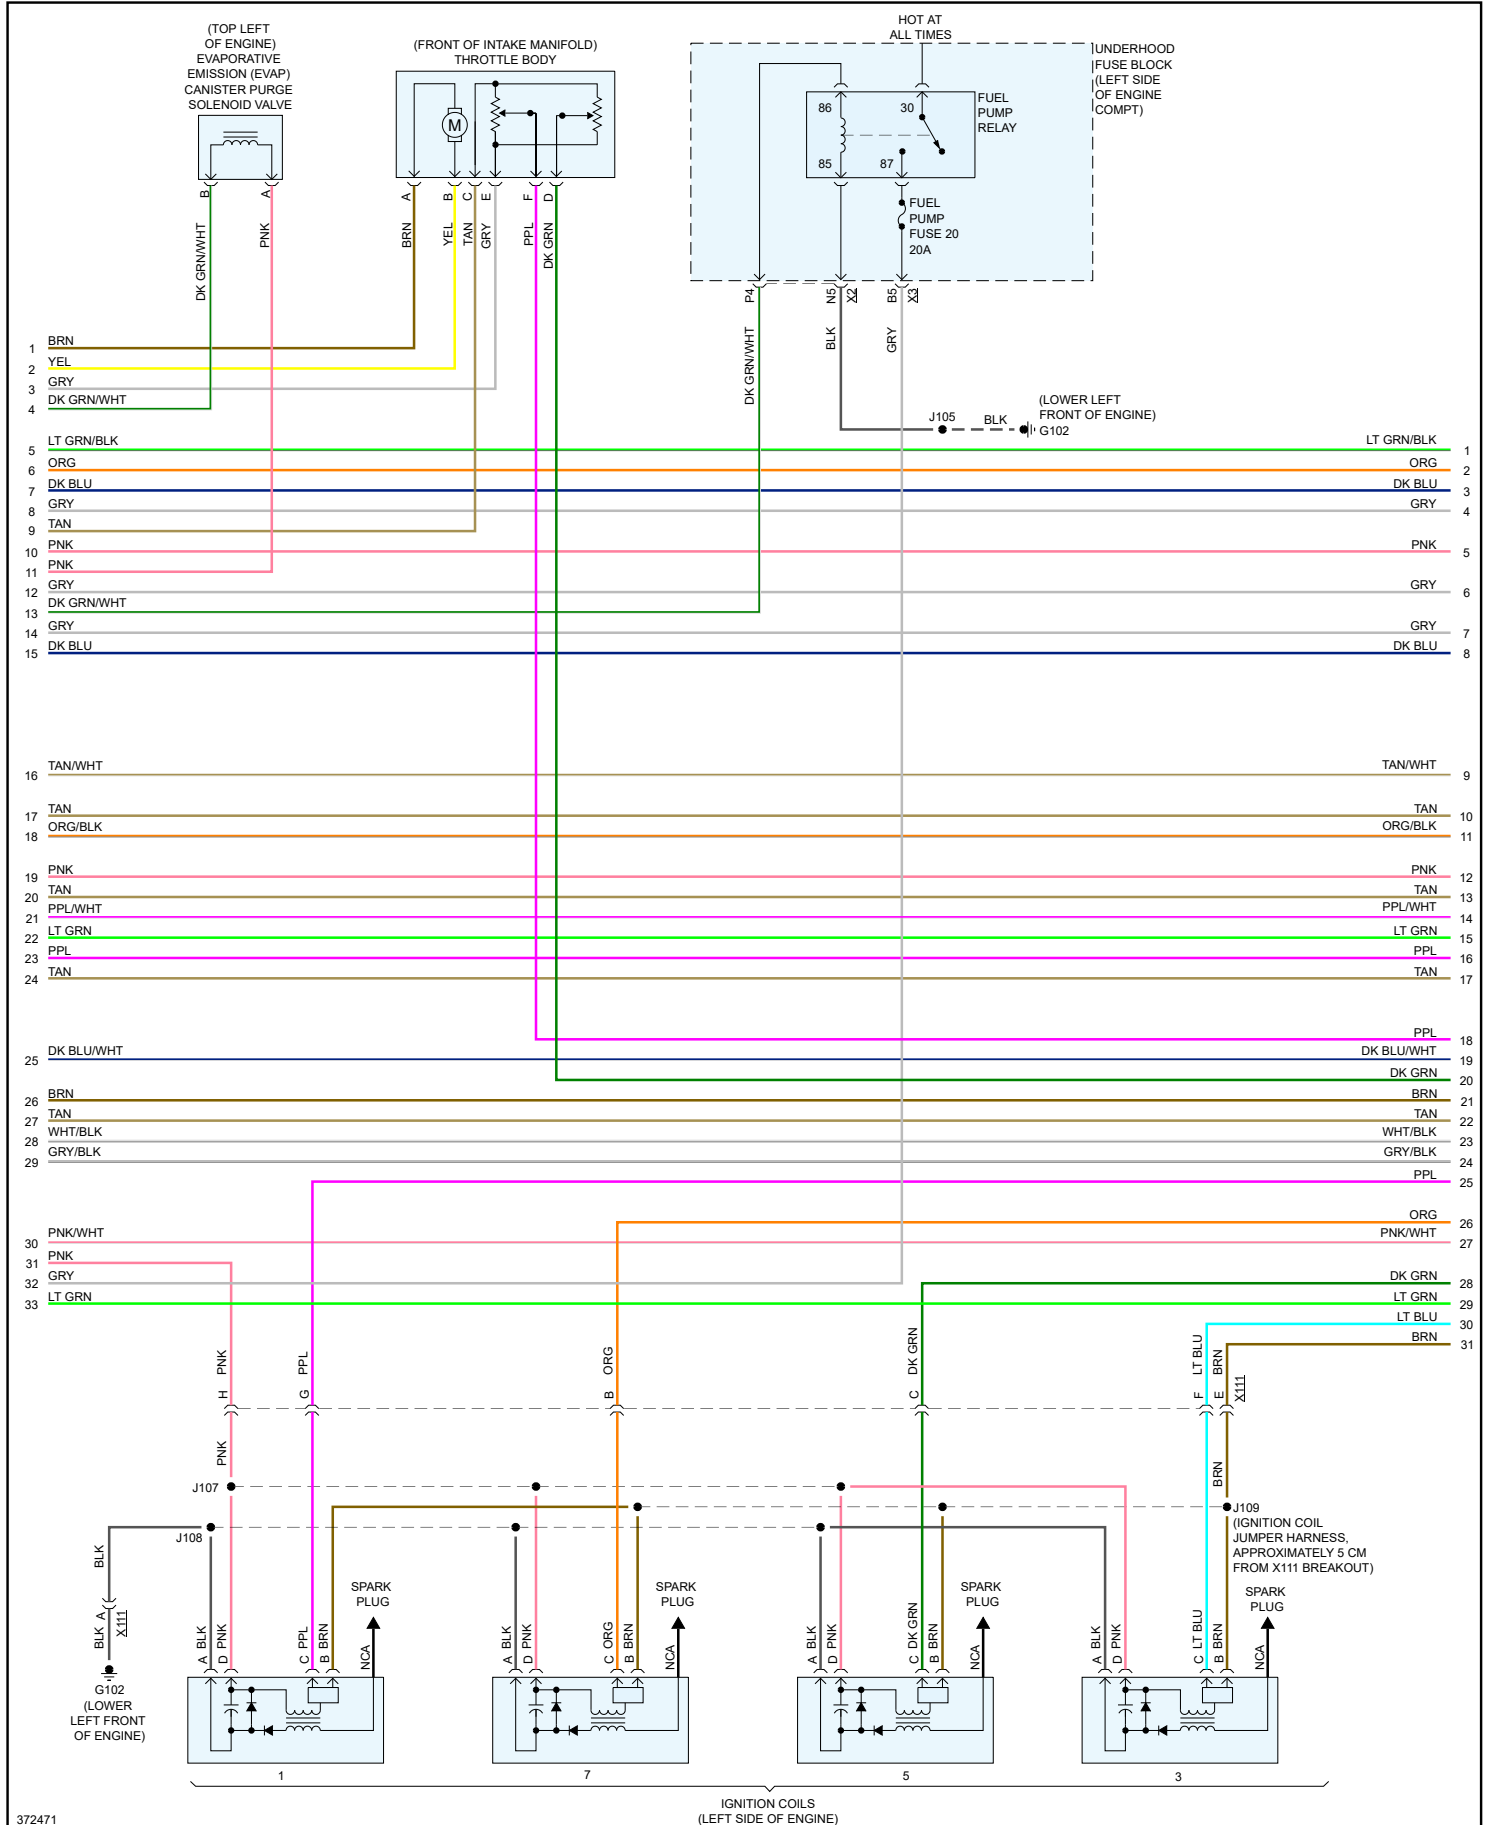 (TOP LEFT
OF ENGINE)
EVAPORATIVE
EMISSION (EVAP)
CANISTER PURGE
SOLENOID VALVE
(FRONT OF INTAKE MANIFOLD)
THROTTLE BODY
M
HOT AT
ALL TIMES
UNDERHOOD
FUSE BLOCK
(LEFT SIDE
OF ENGINE
COMPT)
86
30
85
87
FUEL
PUMP
RELAY
FUEL
PUMP
FUSE 20
20A
B
A
A
B
C
E
F
D
DK GRN/WHT
PNK
BRN
YEL
TAN
GRY
PPL
DK GRN
P4
N5
X2
B5
X3
DK GRN/WHT
BLK
GRY
J105
BLK
(LOWER LEFT
FRONT OF ENGINE)
G102
1 BRN
2 YEL
3 GRY
4 DK GRN/WHT
5 LT GRN/BLK LT GRN/BLK 1
6 ORG ORG 2
7 DK BLU DK BLU 3
8 GRY GRY 4
9 TAN
10 PNK PNK 5
11 PNK
12 GRY GRY 6
13 DK GRN/WHT
14 GRY GRY 7
15 DK BLU DK BLU 8
16 TAN/WHT TAN/WHT 9
17 TAN TAN 10
18 ORG/BLK ORG/BLK 11
19 PNK PNK 12
20 TAN TAN 13
21 PPL/WHT PPL/WHT 14
22 LT GRN LT GRN 15
23 PPL PPL 16
24 TAN TAN 17
PPL 18
25 DK BLU/WHT DK BLU/WHT 19
DK GRN 20
26 BRN BRN 21
27 TAN TAN 22
28 WHT/BLK WHT/BLK 23
29 GRY/BLK GRY/BLK 24
PPL 25
ORG 26
30 PNK/WHT PNK/WHT 27
31 PNK
32 GRY DK GRN 28
33 LT GRN LT GRN 29
LT BLU 30
BRN 31
H PNK
G PPL
B ORG
C DK GRN
F LT BLU
E BRN
X111
PNK
BRN
J107
J108
J109
(IGNITION COIL
JUMPER HARNESS,
APPROXIMATELY 5 CM
FROM X111 BREAKOUT)
BLK
BLK A
X111
G102
(LOWER
LEFT FRONT
OF ENGINE)
A BLK
D PNK
C PPL
B BRN
NCA
SPARK
PLUG
A BLK
D PNK
C ORG
B BRN
NCA
SPARK
PLUG
A BLK
D PNK
C DK GRN
B BRN
NCA
SPARK
PLUG
A BLK
D PNK
C LT BLU
B BRN
NCA
SPARK
PLUG
1
7
5
3
IGNITION COILS
(LEFT SIDE OF ENGINE)
372471